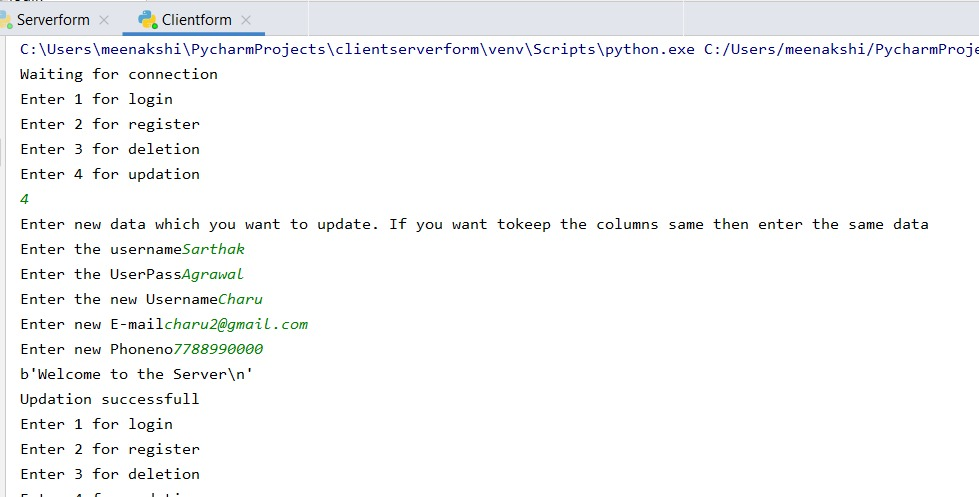 Serverform
Clientform
C:\Users\meenakshi\PycharmProjects\clientserverform\venv\Scripts\python.exe C:/Users/meenakshi/PycharmProje
Waiting for connection
Enter 1 for login
Enter 2 for register
Enter 3 for deletion
Enter 4 for updation
4
Enter new data which you want to update. If you want tokeep the columns same then enter the same data
Enter the usernameSarthak
Enter the UserPassAgrawal
Enter the new UsernameCharu
Enter new E-mailcharu2@gmail.com
Enter new Phoneno7788990000
b'Welcome to the Server\n'
Updation successfull
Enter 1 for login
Enter 2 for register
Enter 3 for deletion